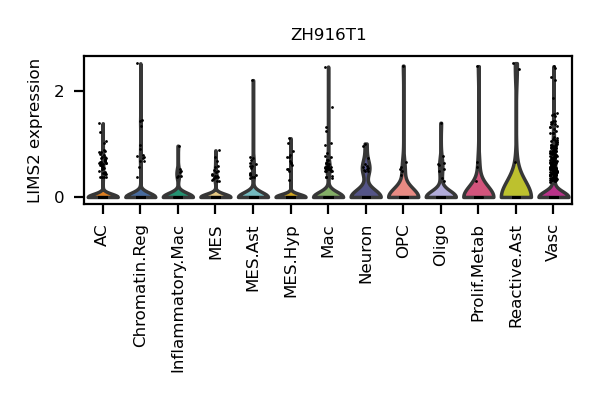 ZH916T1
LIMS2 expression
2
0
AC
Chromatin.Reg
Inflammatory.Mac
MES
MES.Ast
MES.Hyp
Mac
Neuron
OPC
Oligo
Prolif.Metab
Reactive.Ast
Vasc